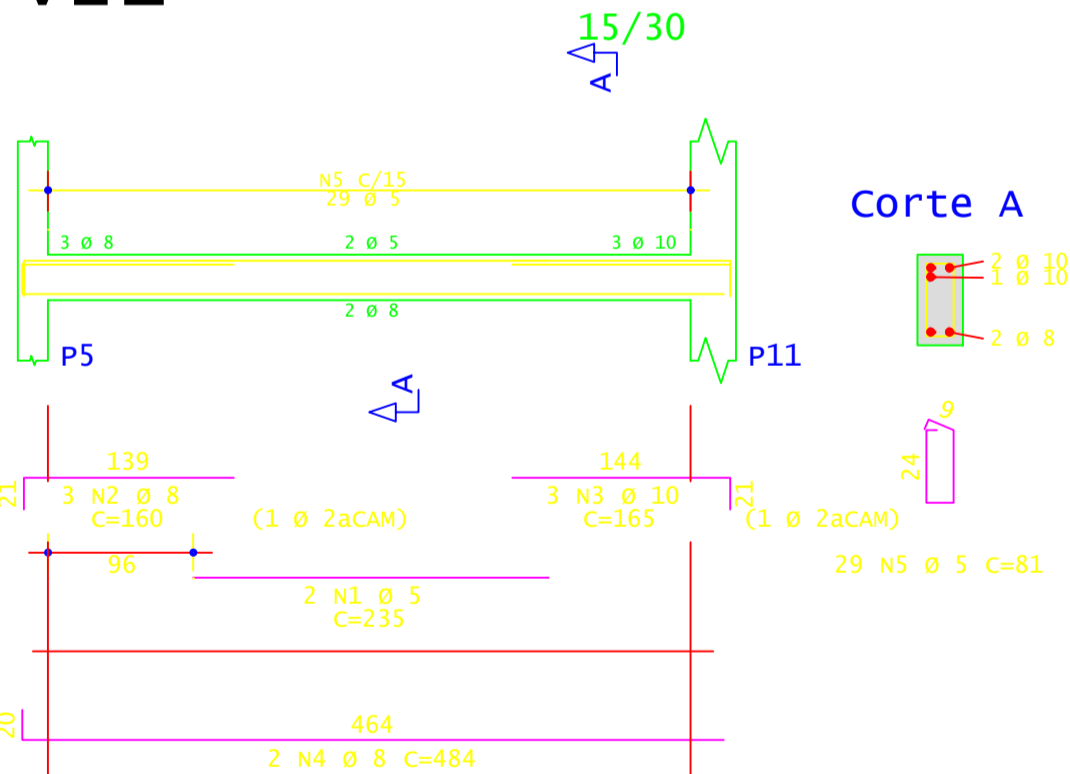 15/30
A
N5 C/15
29 Ø 5
Corte A
3 Ø 8
2 Ø 5
3 Ø 10
2 Ø 10
1 Ø 10
2 Ø 8
2 Ø 8
P5
P11
A
9
139
144
24
21
3 N2 Ø 8
3 N3 Ø 10
21
C=160
(1 Ø 2aCAM)
C=165
(1 Ø 2aCAM)
96
29 N5 Ø 5 C=81
2 N1 Ø 5
C=235
20
464
2 N4 Ø 8 C=484